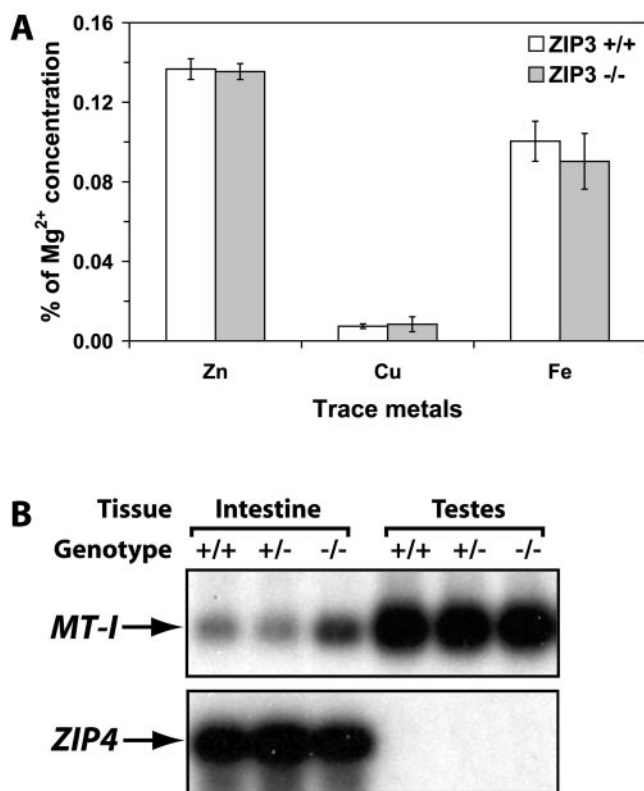 A
0.16
0.12
0.08
0.04
0.00
% of Mg2+ concentration
ZIP3 +/+
ZIP3 -/-
Zn Cu Fe
Trace metals
B
Tissue Intestine Testes
Genotype +/+ +/- -/- +/+ +/- -/-
MT-I
ZIP4